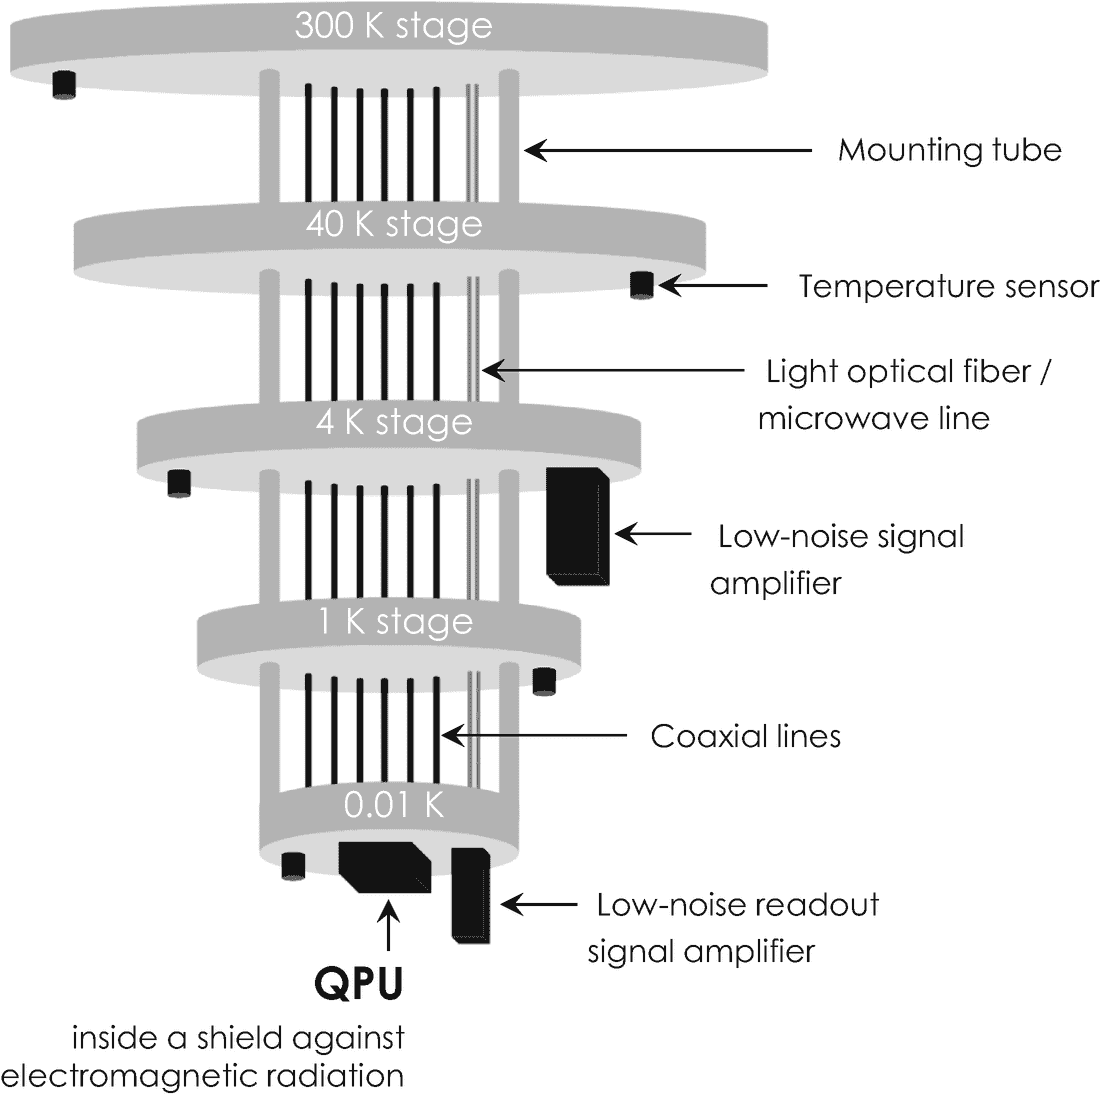 300 K stage
Mounting tube
40 K stage
Temperature sensor
Light optical fiber /
microwave line
4 K stage
Low-noise signal
amplifier
1 K stage
Coaxial lines
0.01 K
Low-noise readout
signal amplifier
QPU
inside a shield against
electromagnetic radiation